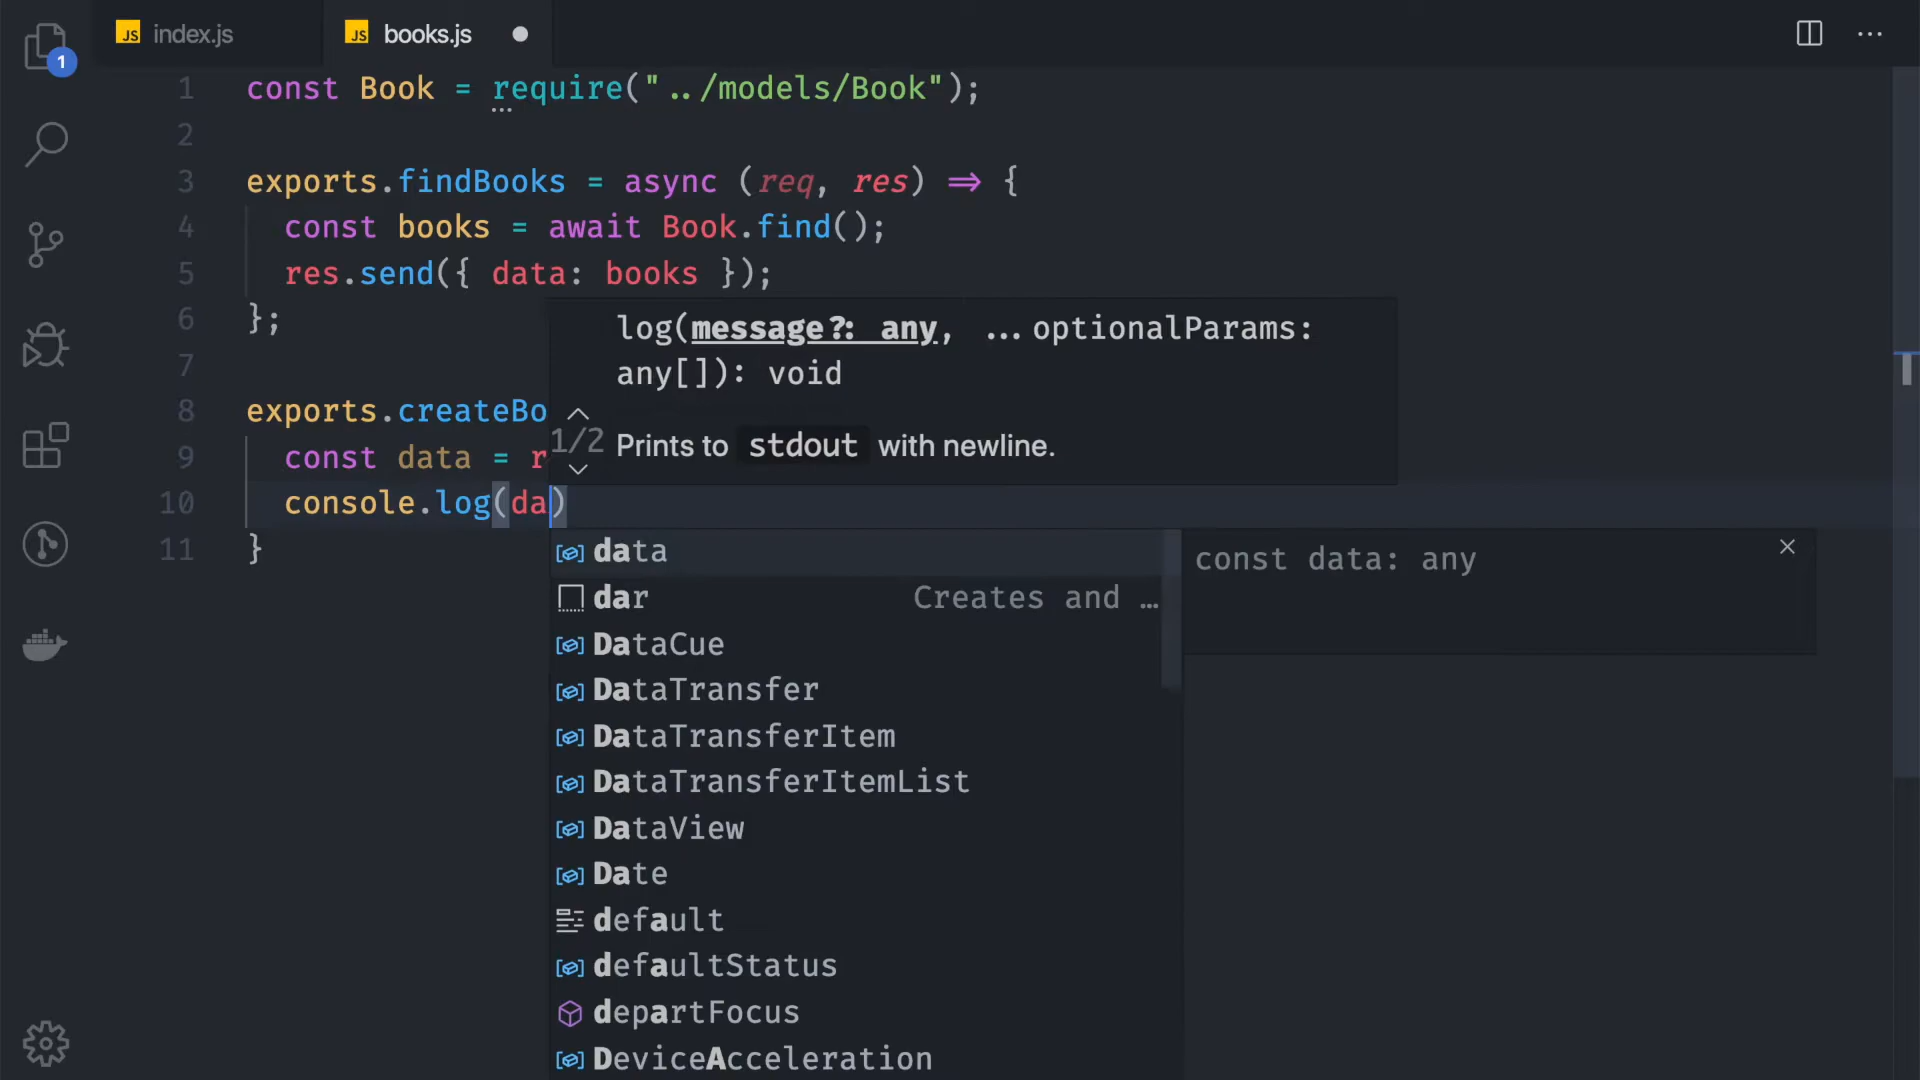 JS index.js
JS books.js
1
1 const Book = require("../models/Book");
2
3 exports.findBooks = async (req, res) => {
4 const books = await Book.find();
5 res.send({ data: books });
6 };
7
8 exports.createBo
9 const data = r
10 console.log(da)
11 }
log(message?: any, ...optionalParams:
any[]): void
1/2 Prints to stdout with newline.
data
dar Creates and …
DataCue
DataTransfer
DataTransferItem
DataTransferItemList
DataView
Date
default
defaultStatus
departFocus
DeviceAcceleration
const data: any